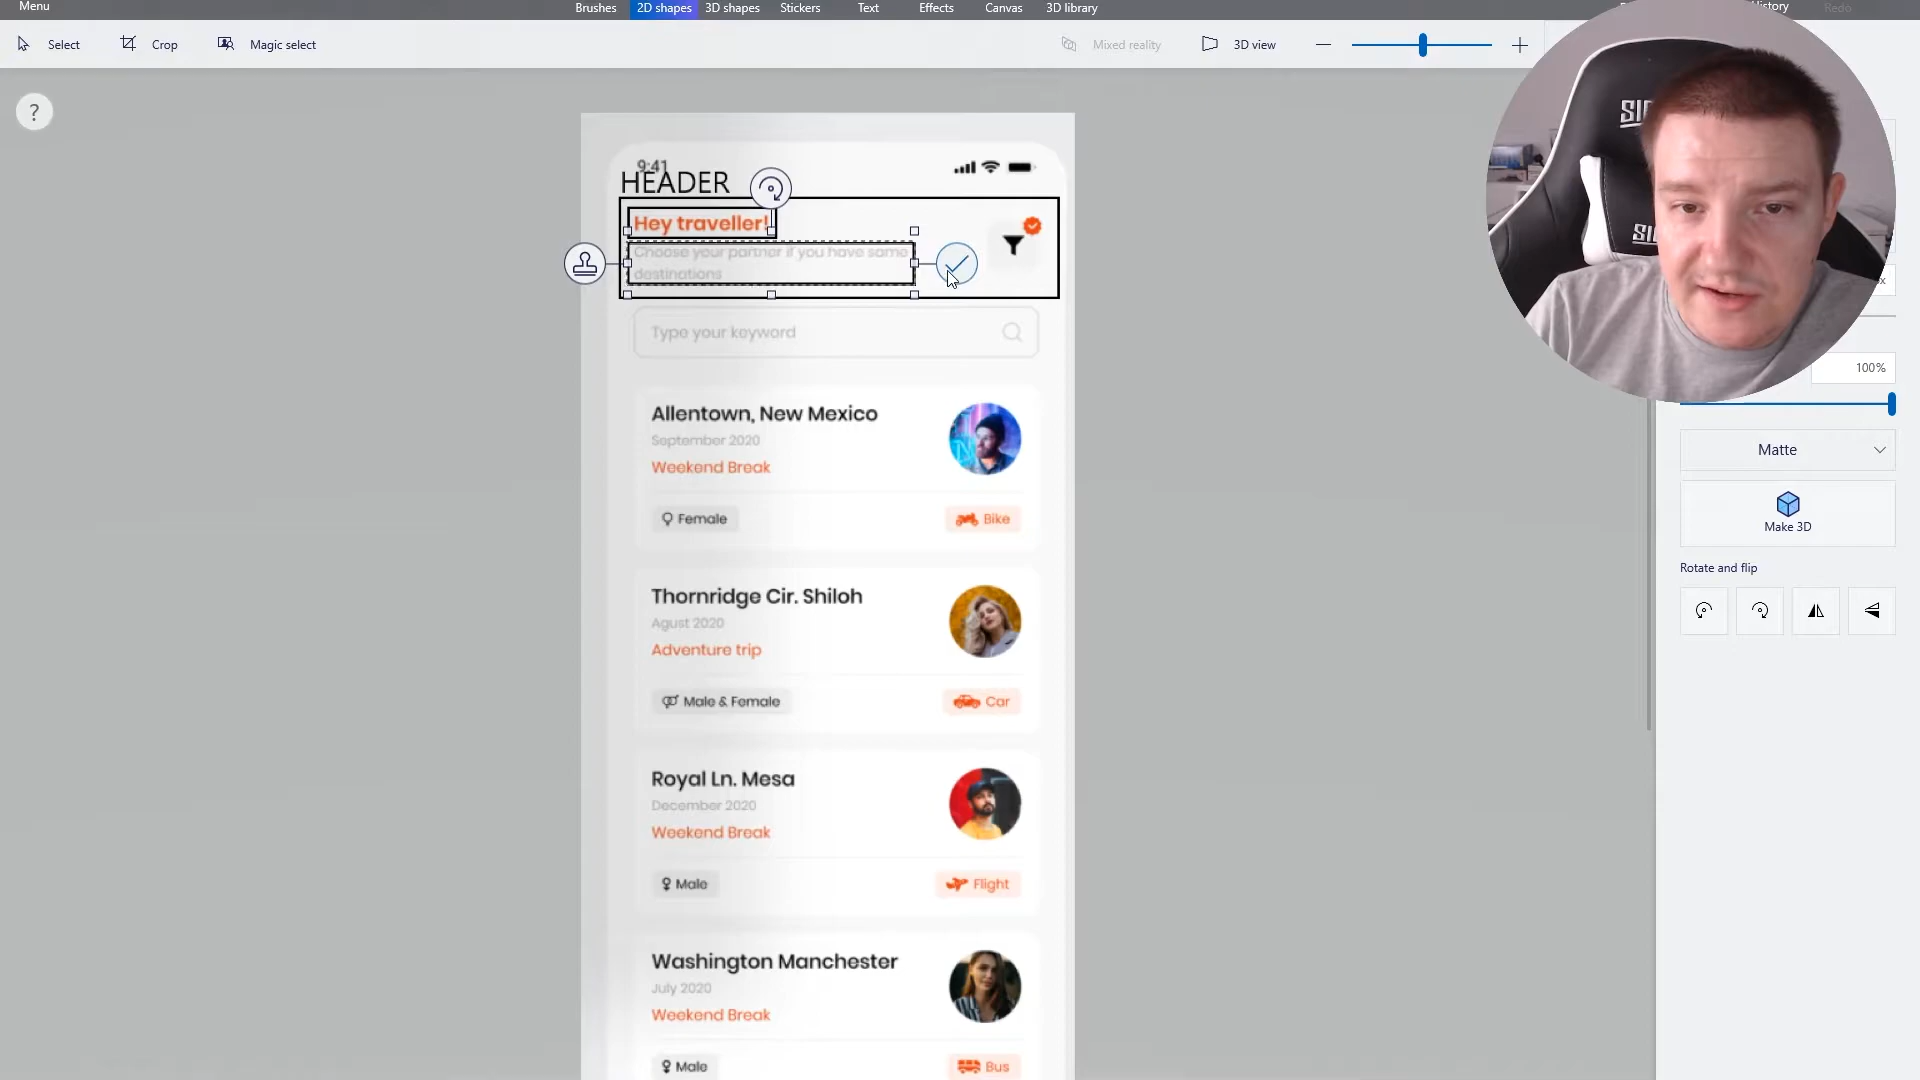 Menu
Brushes
2D shapes
3D shapes
Stickers
Text
Effects
Canvas
3D library
History
Redo
Select
Crop
Magic select
Mixed reality
3D view
?
9:41
HEADER
Hey traveller!
Choose your partner if you have same
destinations
Type your keyword
Allentown, New Mexico
September 2020
Weekend Break
Female
Bike
Thornridge Cir. Shiloh
Agust 2020
Adventure trip
Male & Female
Car
Royal Ln. Mesa
December 2020
Weekend Break
Male
Flight
Washington Manchester
July 2020
Weekend Break
Male
Bus
100%
Matte
Make 3D
Rotate and flip